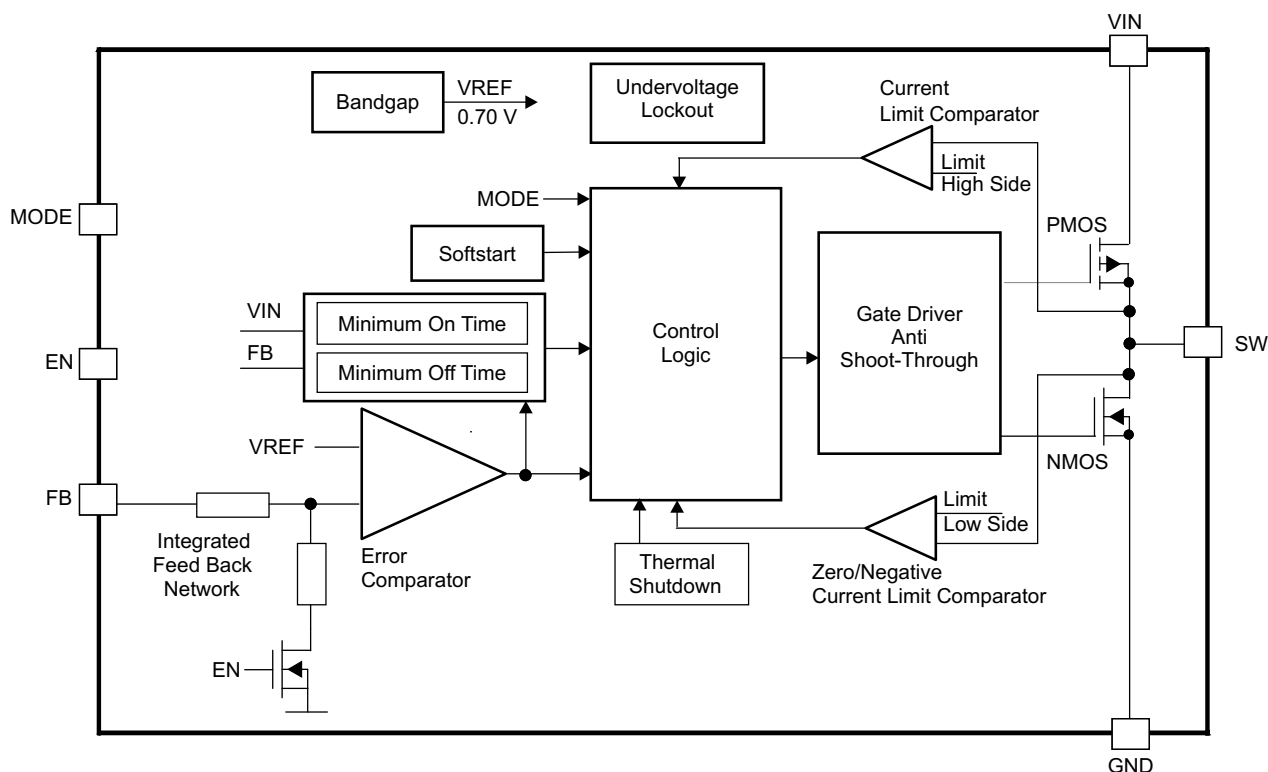 VIN
Bandgap
VREF
0.70 V
Undervoltage
Lockout
Current
Limit Comparator
Limit
High Side
MODE
MODE
PMOS
Softstart
VIN
FB
Minimum On Time
Minimum Off Time
Control
Logic
Gate Driver
Anti
Shoot-Through
EN
SW
VREF
NMOS
FB
Integrated
Feed Back
Network
Error
Comparator
Thermal
Shutdown
Limit
Low Side
Zero/Negative
Current Limit Comparator
EN
GND